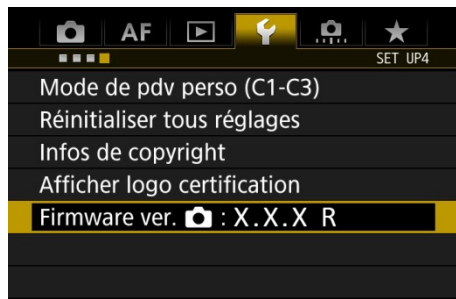 AF
SET UP4
Mode de pdv perso (C1-C3)
Réinitialiser tous réglages
Infos de copyright
Afficher logo certification
Firmware ver. : X.X.X R